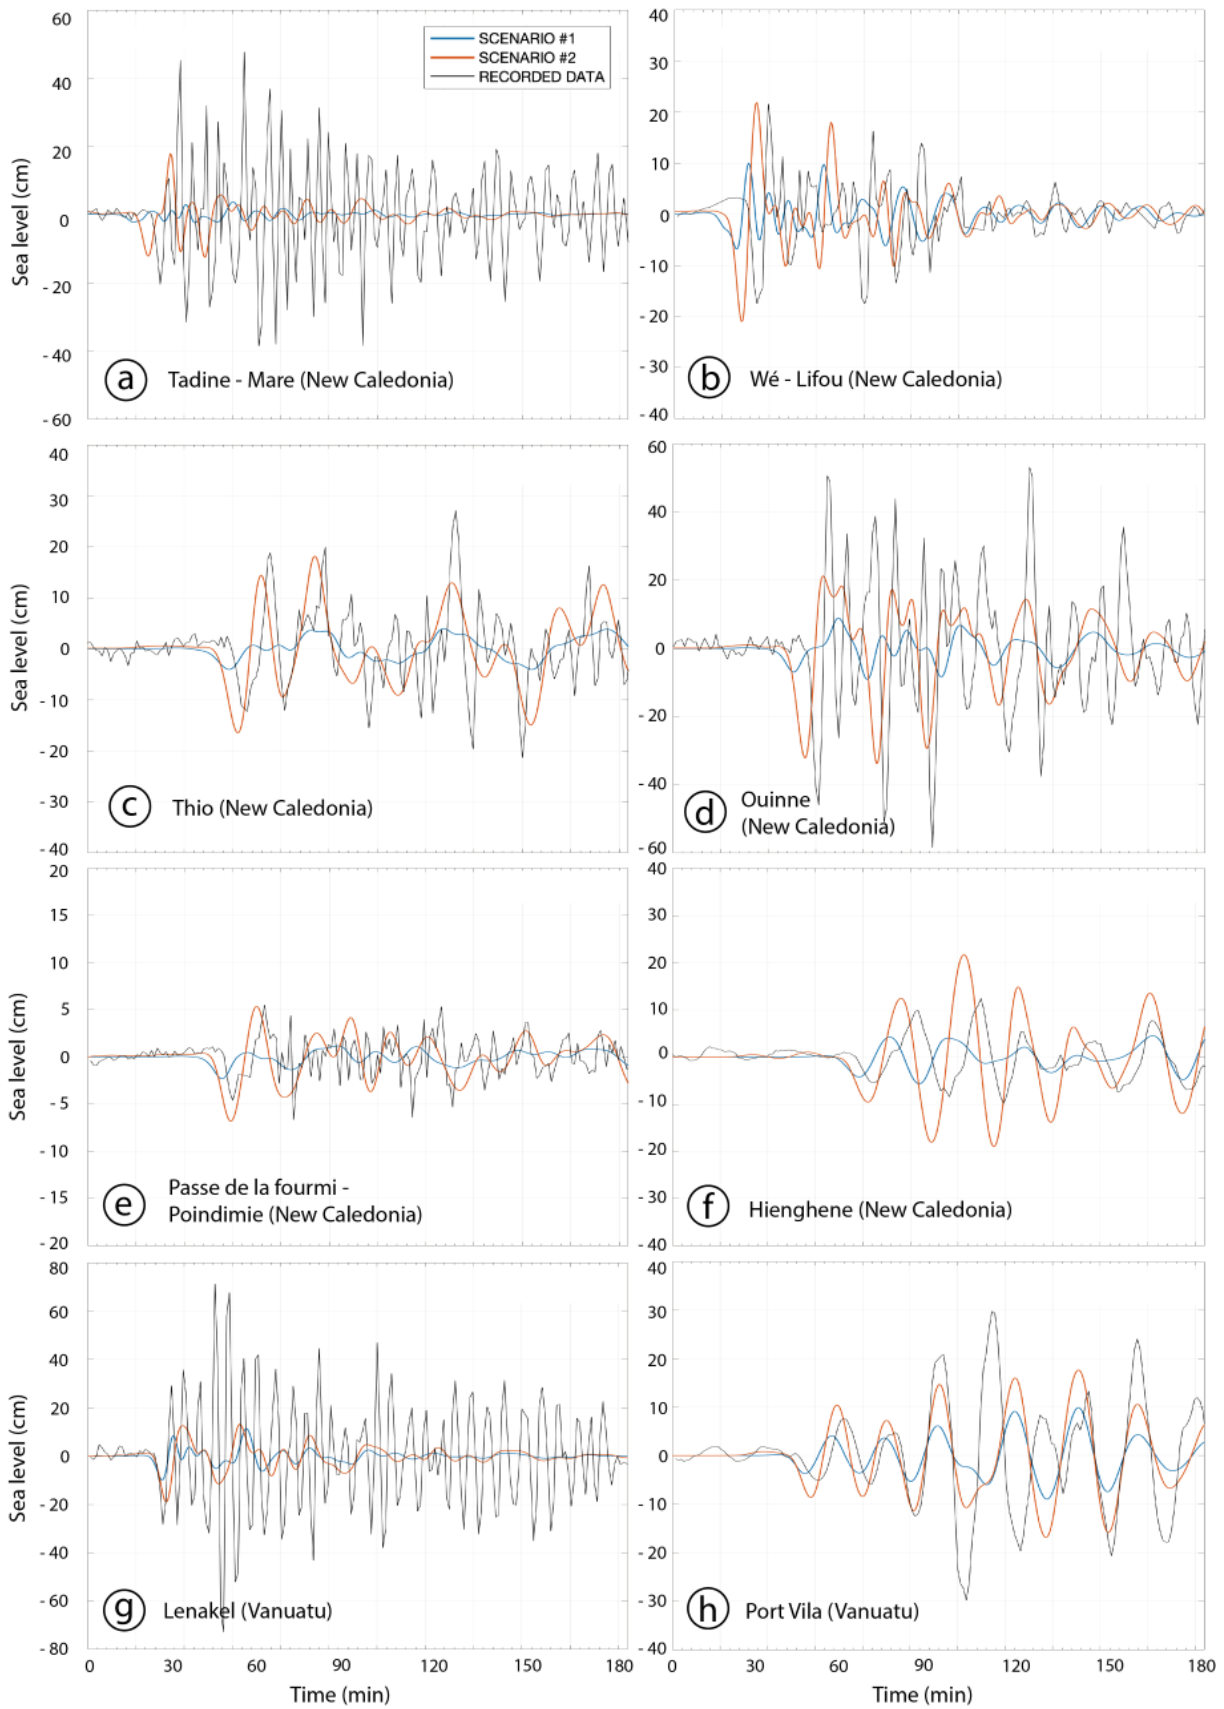 60
40
20
0
- 20
- 40
- 60
Sea level (cm)
SCENARIO #1
SCENARIO #2
RECORDED DATA
a
Tadine - Mare (New Caledonia)
40
30
20
10
0
- 10
- 20
- 30
- 40
b
Wé - Lifou (New Caledonia)
40
30
20
10
0
- 10
- 20
- 30
- 40
Sea level (cm)
c
Thio (New Caledonia)
60
40
20
0
- 20
- 40
- 60
d
Ouinne
(New Caledonia)
20
15
10
5
0
- 5
- 10
- 15
- 20
Sea level (cm)
e
Passe de la fourmi -
Poindimie (New Caledonia)
40
30
20
10
0
- 10
- 20
- 30
- 40
f
Hienghene (New Caledonia)
80
60
40
20
0
- 20
- 40
- 60
- 80
Sea level (cm)
g
Lenakel (Vanuatu)
0 30 60 90 120 150 180
Time (min)
40
30
20
10
0
- 10
- 20
- 30
- 40
h
Port Vila (Vanuatu)
0 30 60 90 120 150 180
Time (min)